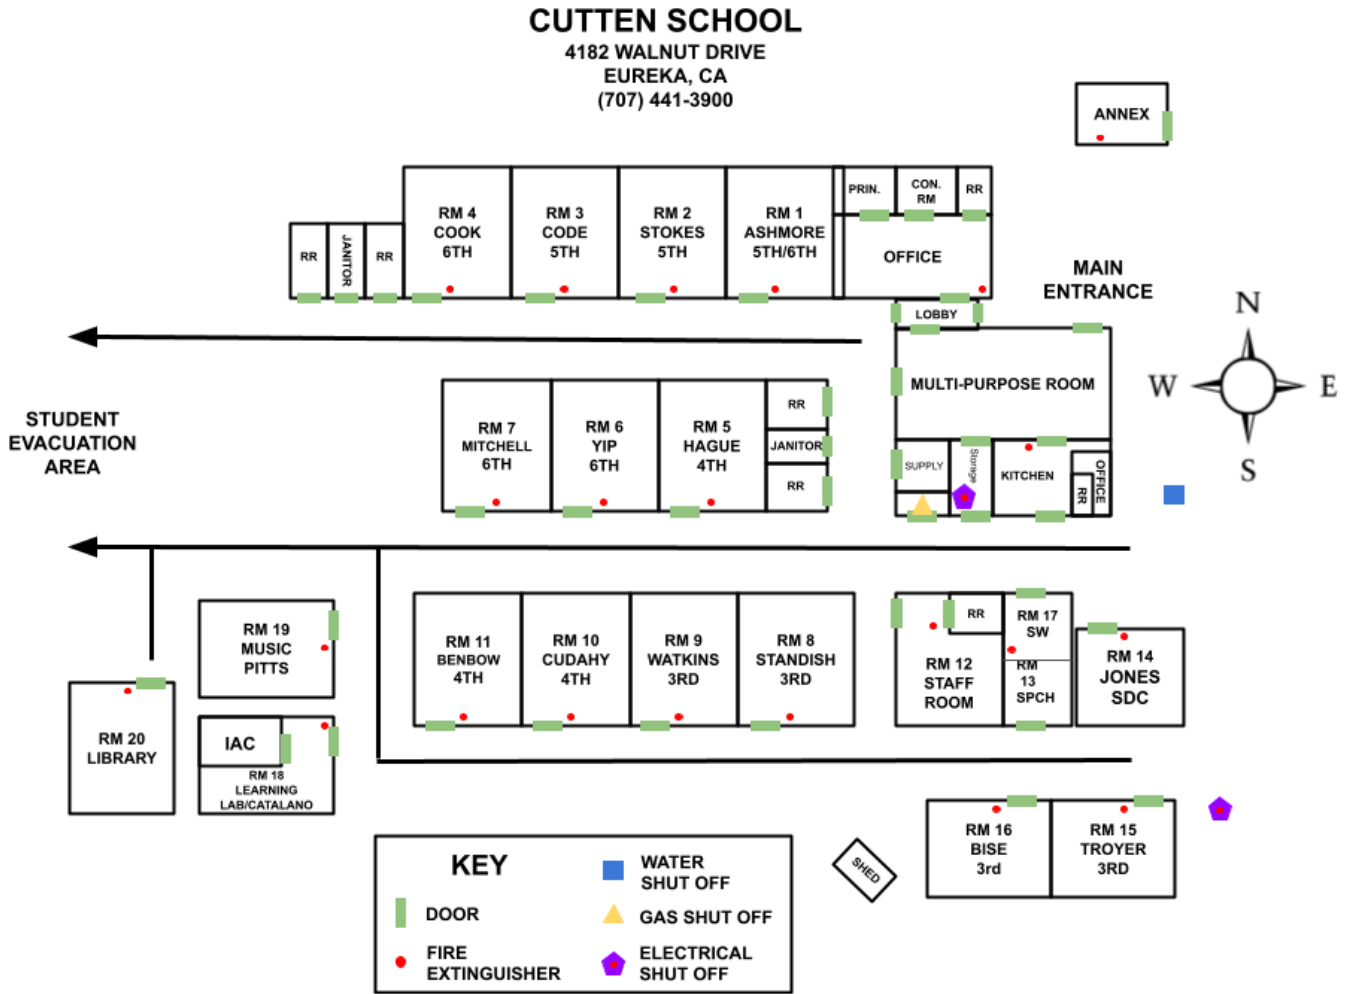 CUTTEN SCHOOL
4182 WALNUT DRIVE
EUREKA, CA
(707) 441-3900
ANNEX
RR
JANITOR
RR
RM 4
COOK
6TH
RM 3
CODE
5TH
RM 2
STOKES
5TH
RM 1
ASHMORE
5TH/6TH
PRIN.
CON.
RM
RR
OFFICE
MAIN
ENTRANCE
LOBBY
MULTI-PURPOSE ROOM
SUPPLY
Storage
KITCHEN
OFFICE
RR
N
W
E
S
STUDENT
EVACUATION
AREA
RM 7
MITCHELL
6TH
RM 6
YIP
6TH
RM 5
HAGUE
4TH
RR
JANITOR
RR
RM 19
MUSIC
PITTS
RM 11
BENBOW
4TH
RM 10
CUDAHY
4TH
RM 9
WATKINS
3RD
RM 8
STANDISH
3RD
RM 12
STAFF
ROOM
RR
RM 17
SW
RM
13
SPCH
RM 14
JONES
SDC
RM 20
LIBRARY
IAC
RM 18
LEARNING
LAB/CATALANO
SHED
RM 16
BISE
3rd
RM 15
TROYER
3RD
KEY
DOOR
FIRE
EXTINGUISHER
WATER
SHUT OFF
GAS SHUT OFF
ELECTRICAL
SHUT OFF